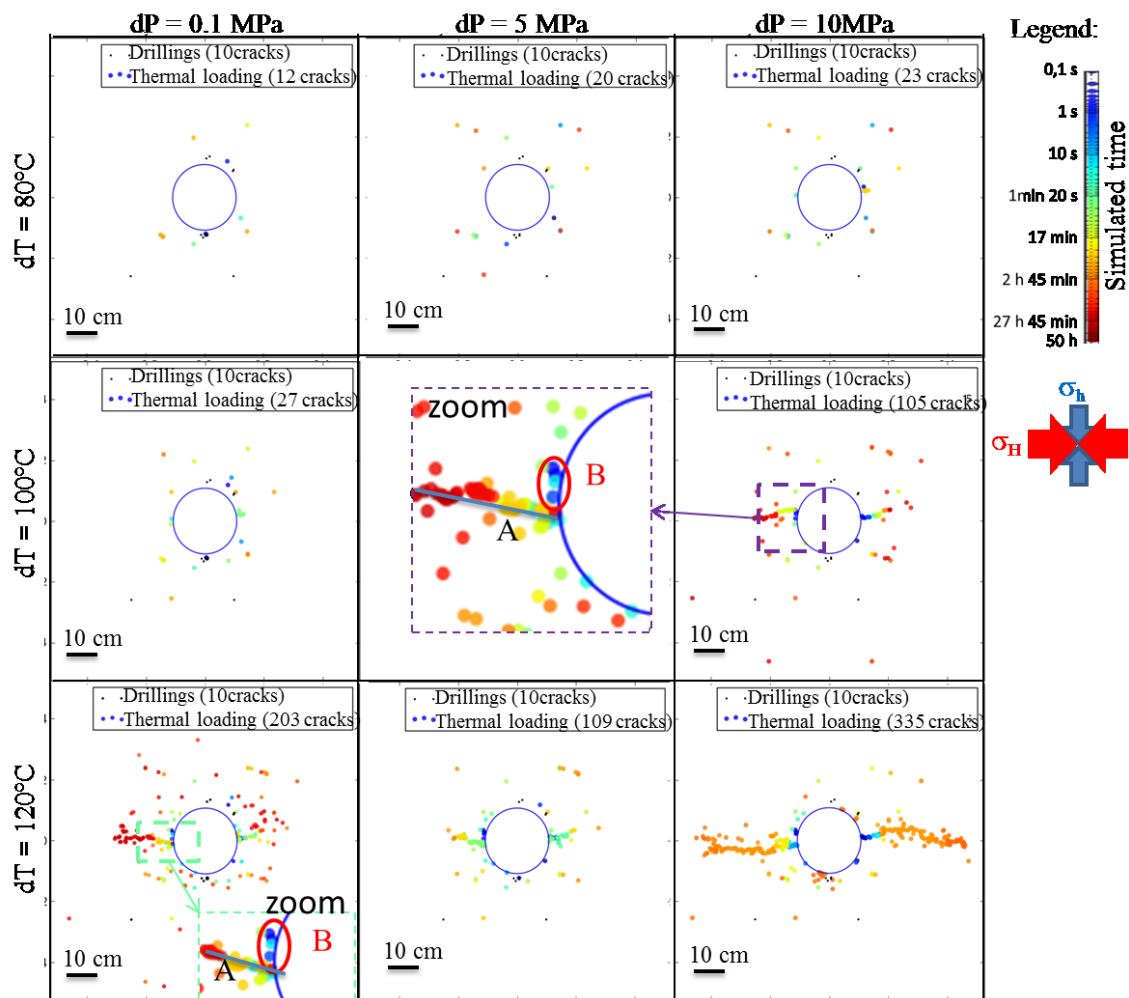 dP = 0.1 MPa
dP = 5 MPa
dP = 10MPa
Legend:
dT = 80°C
Drillings (10cracks)
Thermal loading (12 cracks)
10 cm
Drillings (10cracks)
Thermal loading (20 cracks)
10 cm
Drillings (10cracks)
Thermal loading (23 cracks)
10 cm
0,1 s
1 s
10 s
1min 20 s
17 min
2 h 45 min
27 h 45 min
50 h
Simulated time
σh
σH
dT = 100°C
Drillings (10cracks)
Thermal loading (27 cracks)
10 cm
zoom
B
A
Drillings (10cracks)
Thermal loading (105 cracks)
10 cm
dT = 120°C
Drillings (10cracks)
Thermal loading (203 cracks)
10 cm
zoom
B
A
Drillings (10cracks)
Thermal loading (109 cracks)
10 cm
Drillings (10cracks)
Thermal loading (335 cracks)
10 cm